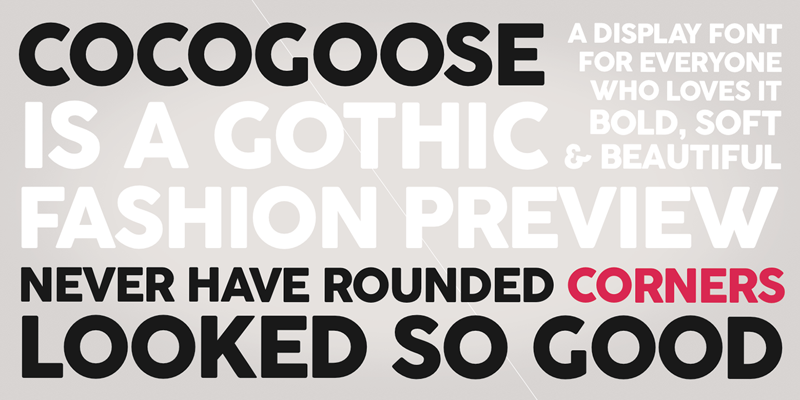 COCOGOOSE
A DISPLAY FONT
FOR EVERYONE
WHO LOVES IT
BOLD, SOFT
& BEAUTIFUL
IS A GOTHIC
FASHION PREVIEW
NEVER HAVE ROUNDED CORNERS
LOOKED SO GOOD